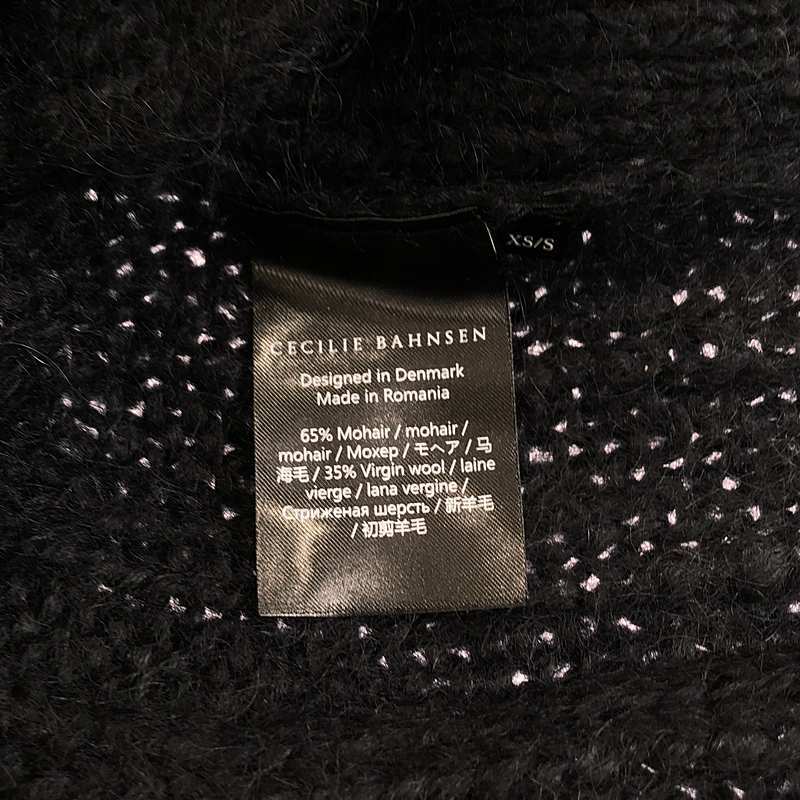 XS/S
CECILIE BAHNSEN
Designed in Denmark
Made in Romania
65% Mohair / mohair /
mohair / Мохер / モヘア / 马
海毛 / 35% Virgin wool / laine
vierge / lana vergine /
Стриженая шерсть / 新羊毛
/ 初剪羊毛